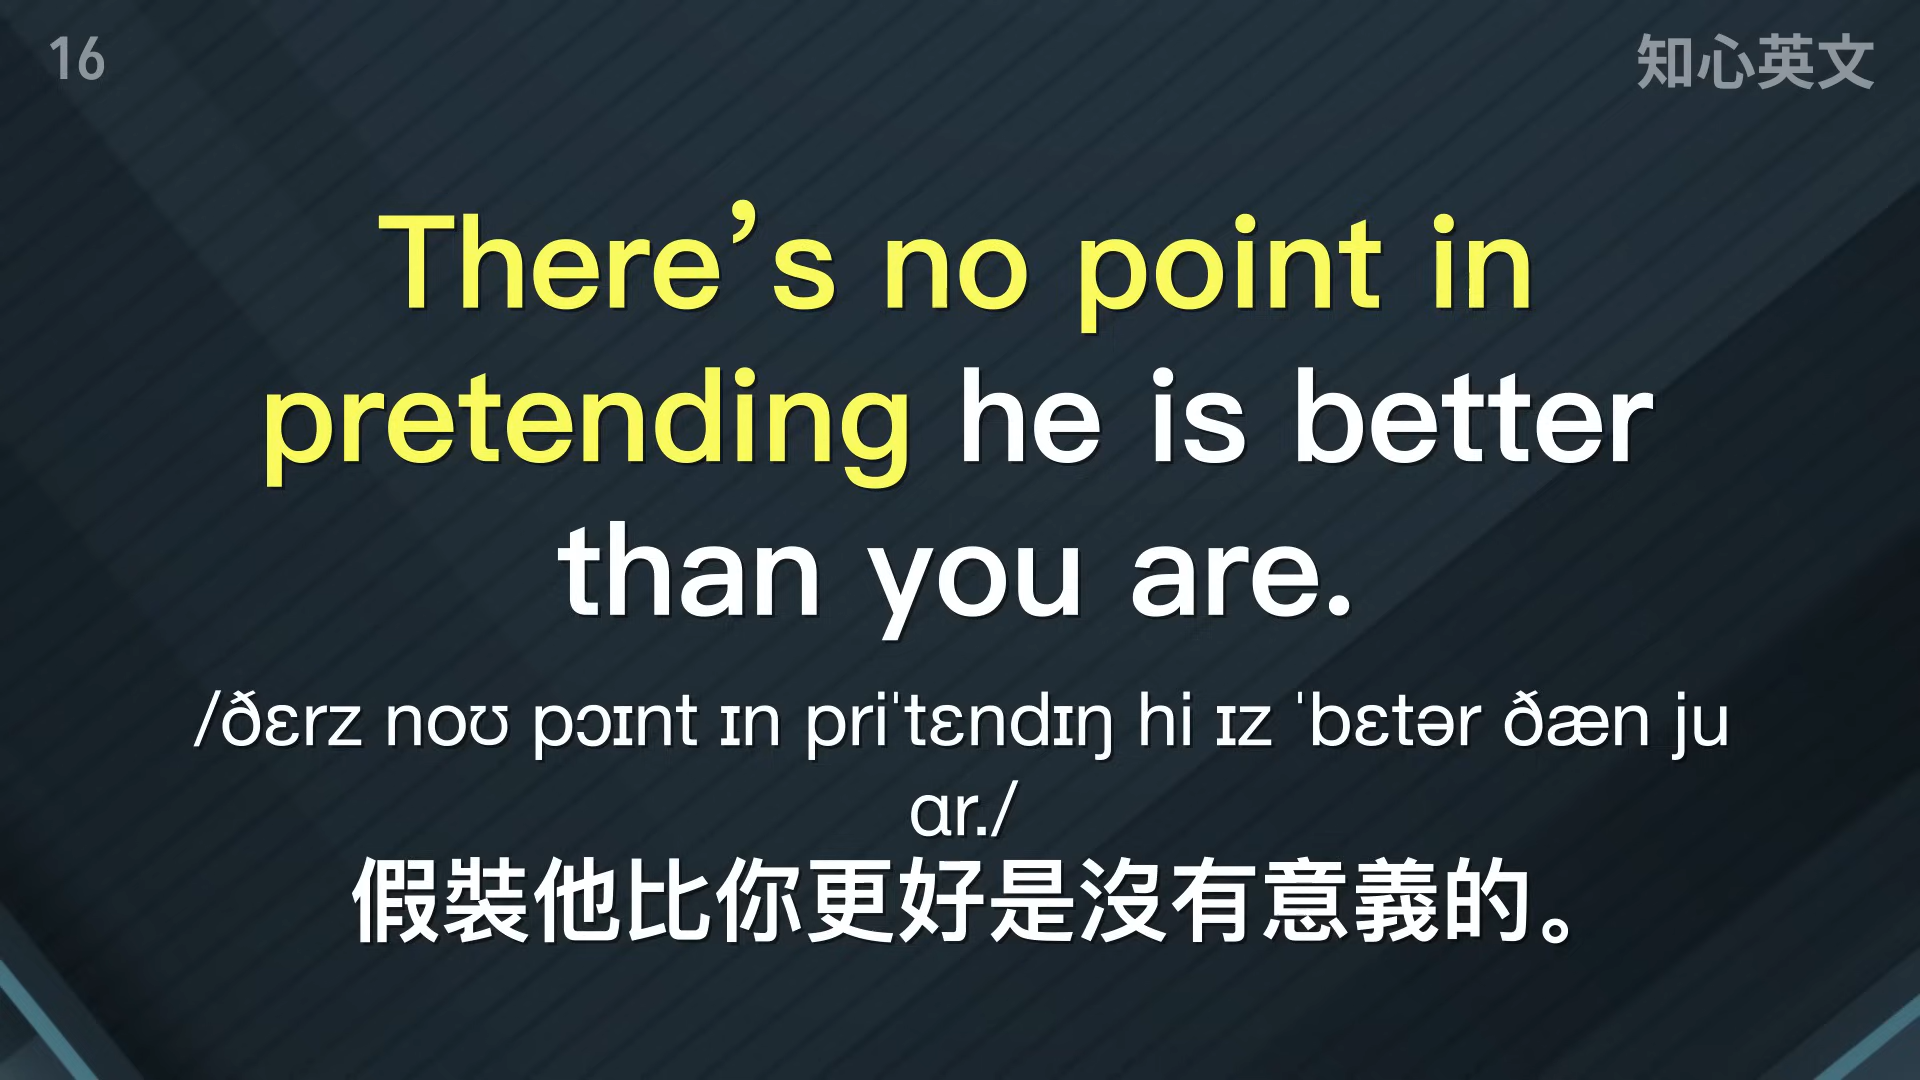 16
知心英文
There’s no point in
pretending he is better
than you are.
/ðɛrz noʊ pɔɪnt ɪn priˈtɛndɪŋ hi ɪz ˈbɛtər ðæn ju
ɑr./
假裝他比你更好是沒有意義的。